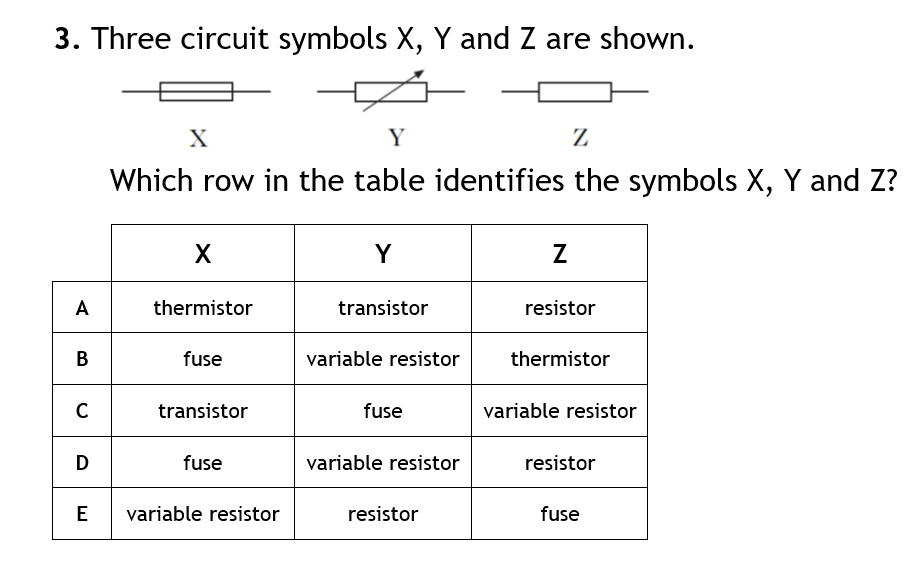 3. Three circuit symbols X, Y and Z are shown.
X Y Z
Which row in the table identifies the symbols X, Y and Z?
X Y Z
A thermistor transistor resistor
B fuse variable resistor thermistor
C transistor fuse variable resistor
D fuse variable resistor resistor
E variable resistor resistor fuse